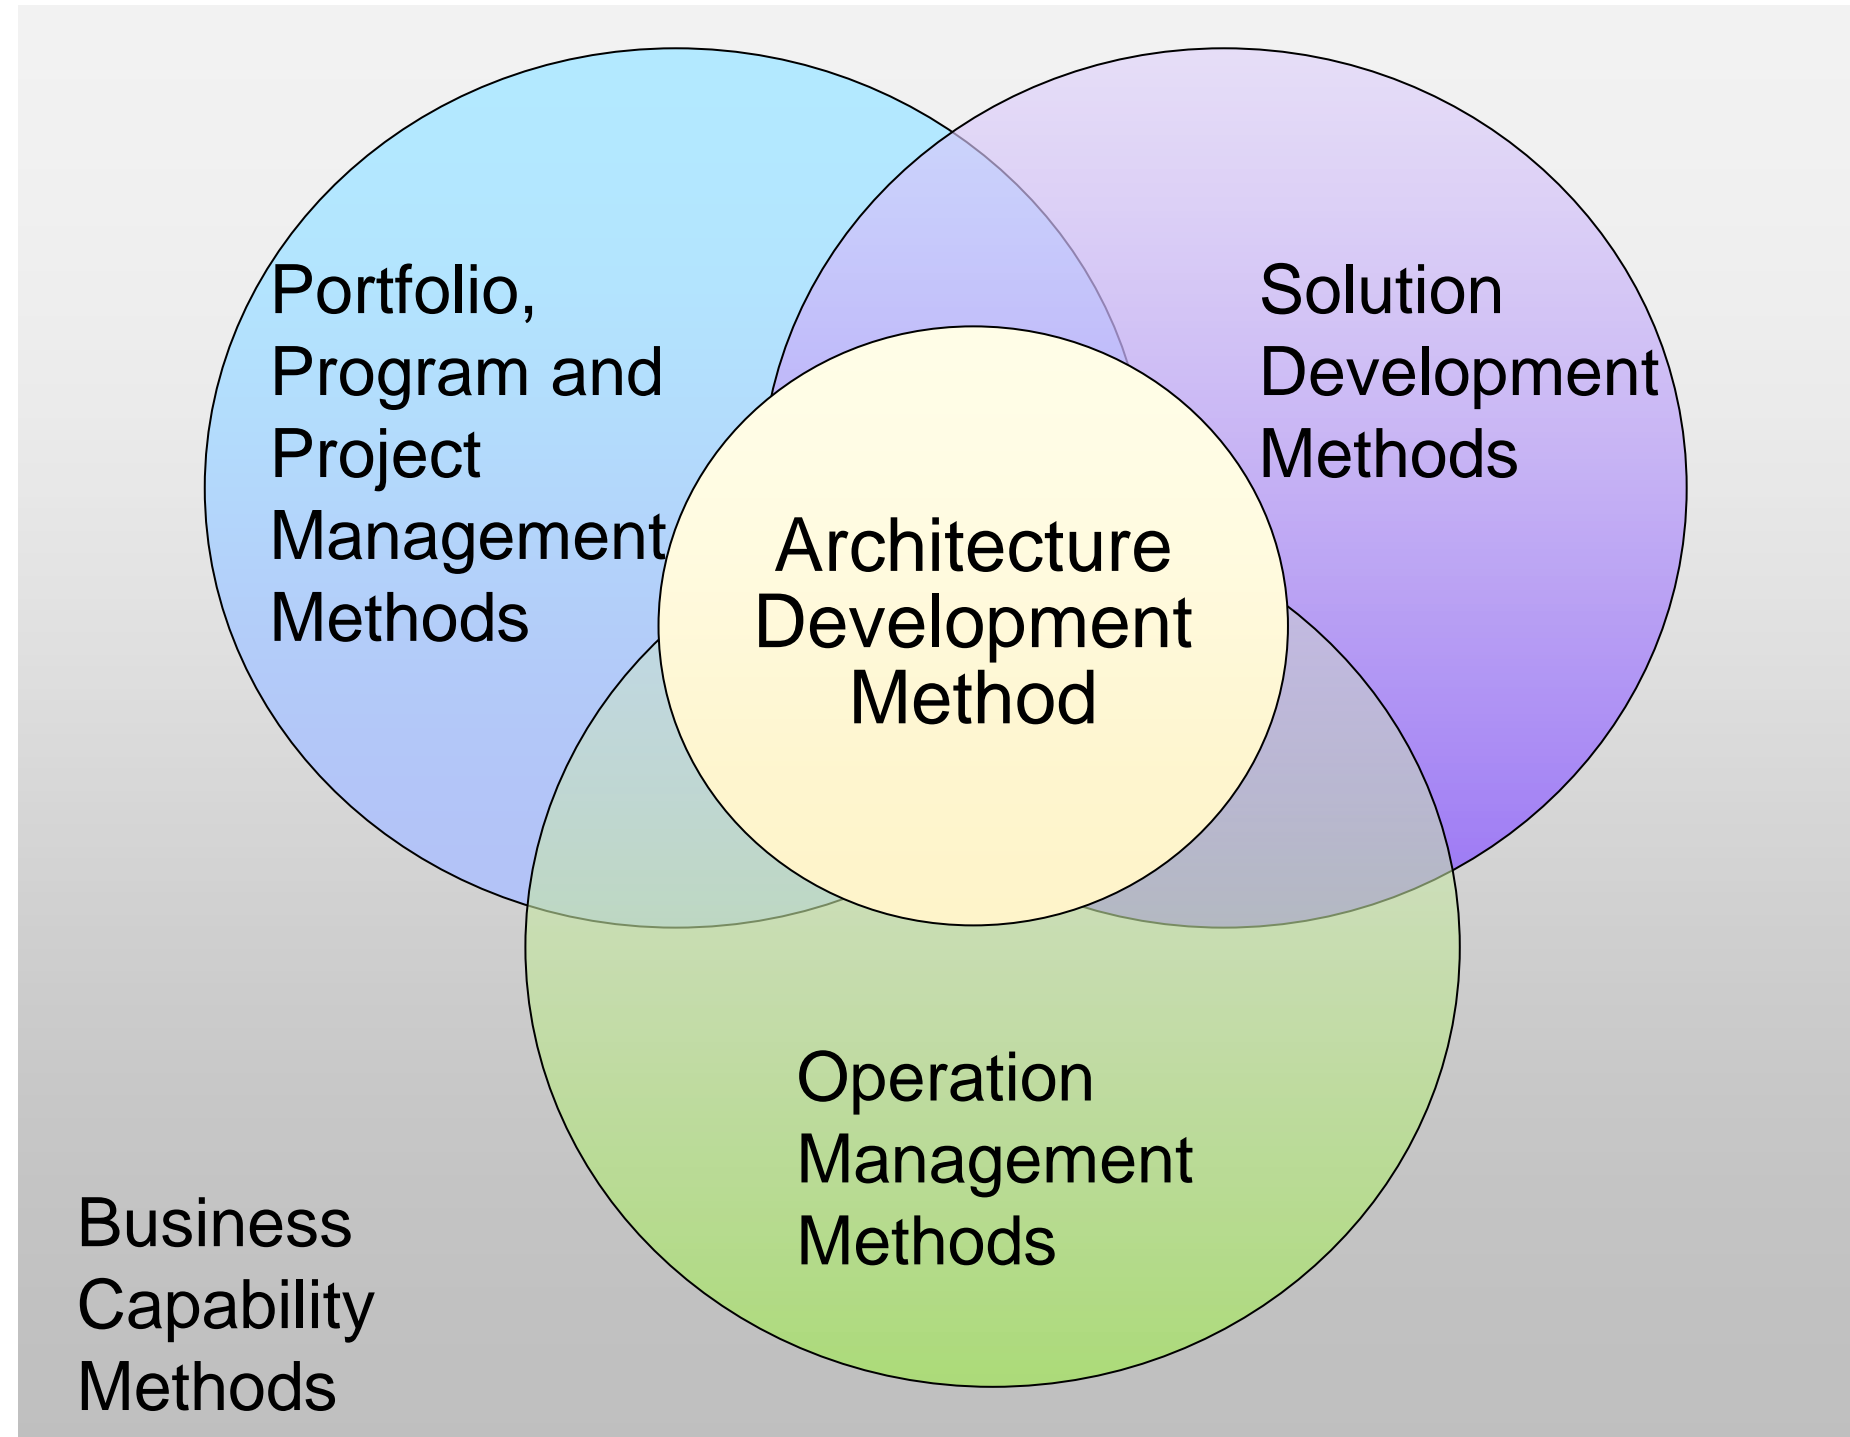 Portfolio,
Program and
Project
Management
Methods
Solution
Development
Methods
Architecture
Development
Method
Operation
Management
Methods
Business
Capability
Methods